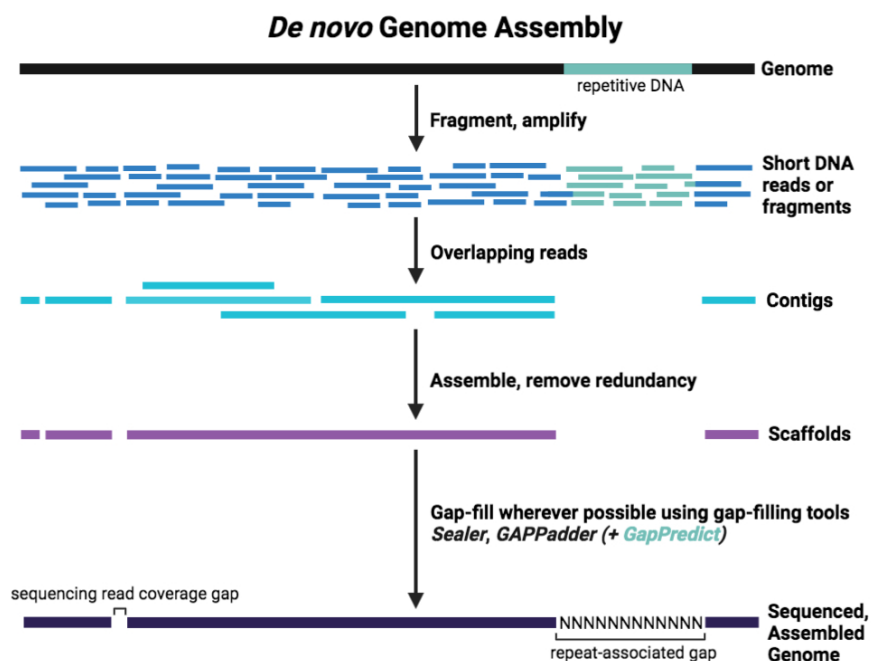 De novo Genome Assembly
Genome
repetitive DNA
Fragment, amplify
Short DNA
reads or
fragments
Overlapping reads
Contigs
Assemble, remove redundancy
Scaffolds
Gap-fill wherever possible using gap-filling tools
Sealer, GAPPadder (+ GapPredict)
sequencing read coverage gap
NNNNNNNNNNNN
Sequenced,
Assembled
Genome
repeat-associated gap